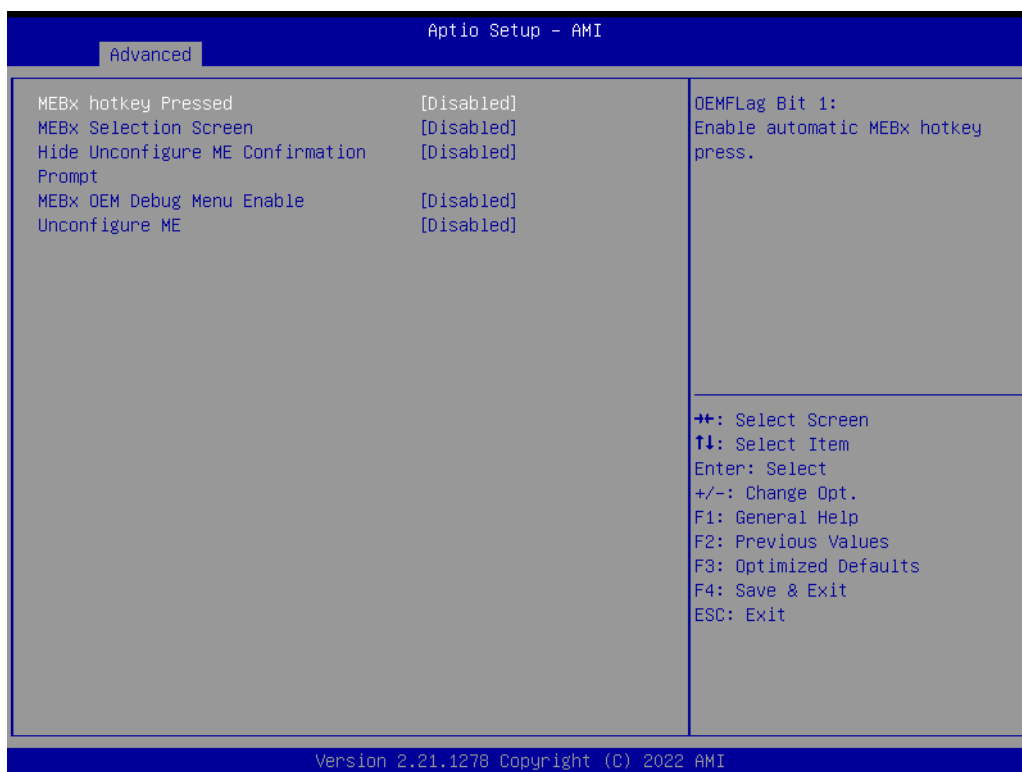 Aptio Setup – AMI
Advanced
MEBx hotkey Pressed [Disabled]
MEBx Selection Screen [Disabled]
Hide Unconfigure ME Confirmation [Disabled]
Prompt
MEBx OEM Debug Menu Enable [Disabled]
Unconfigure ME [Disabled]
OEMFLag Bit 1:
Enable automatic MEBx hotkey
press.
→←: Select Screen
↑↓: Select Item
Enter: Select
+/-: Change Opt.
F1: General Help
F2: Previous Values
F3: Optimized Defaults
F4: Save & Exit
ESC: Exit
Version 2.21.1278 Copyright (C) 2022 AMI